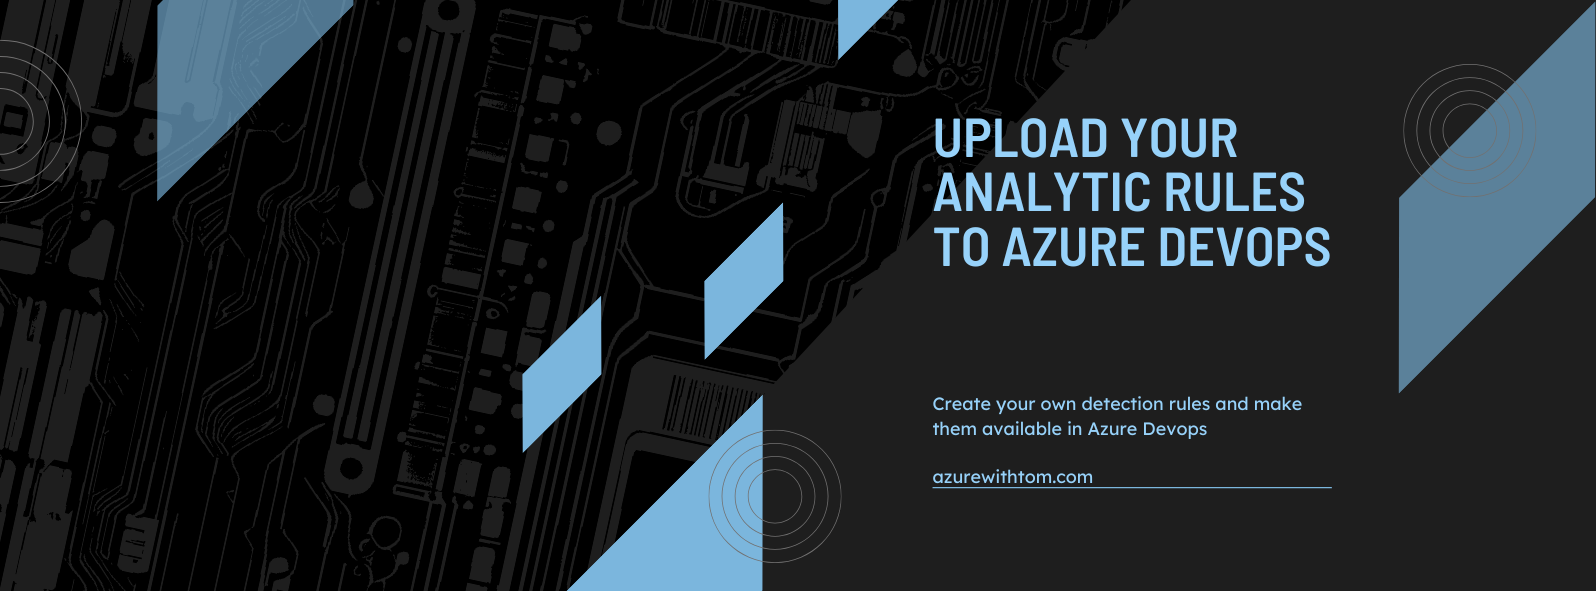 UPLOAD YOUR
ANALYTIC RULES
TO AZURE DEVOPS
Create your own detection rules and make
them available in Azure Devops
azurewithtom.com